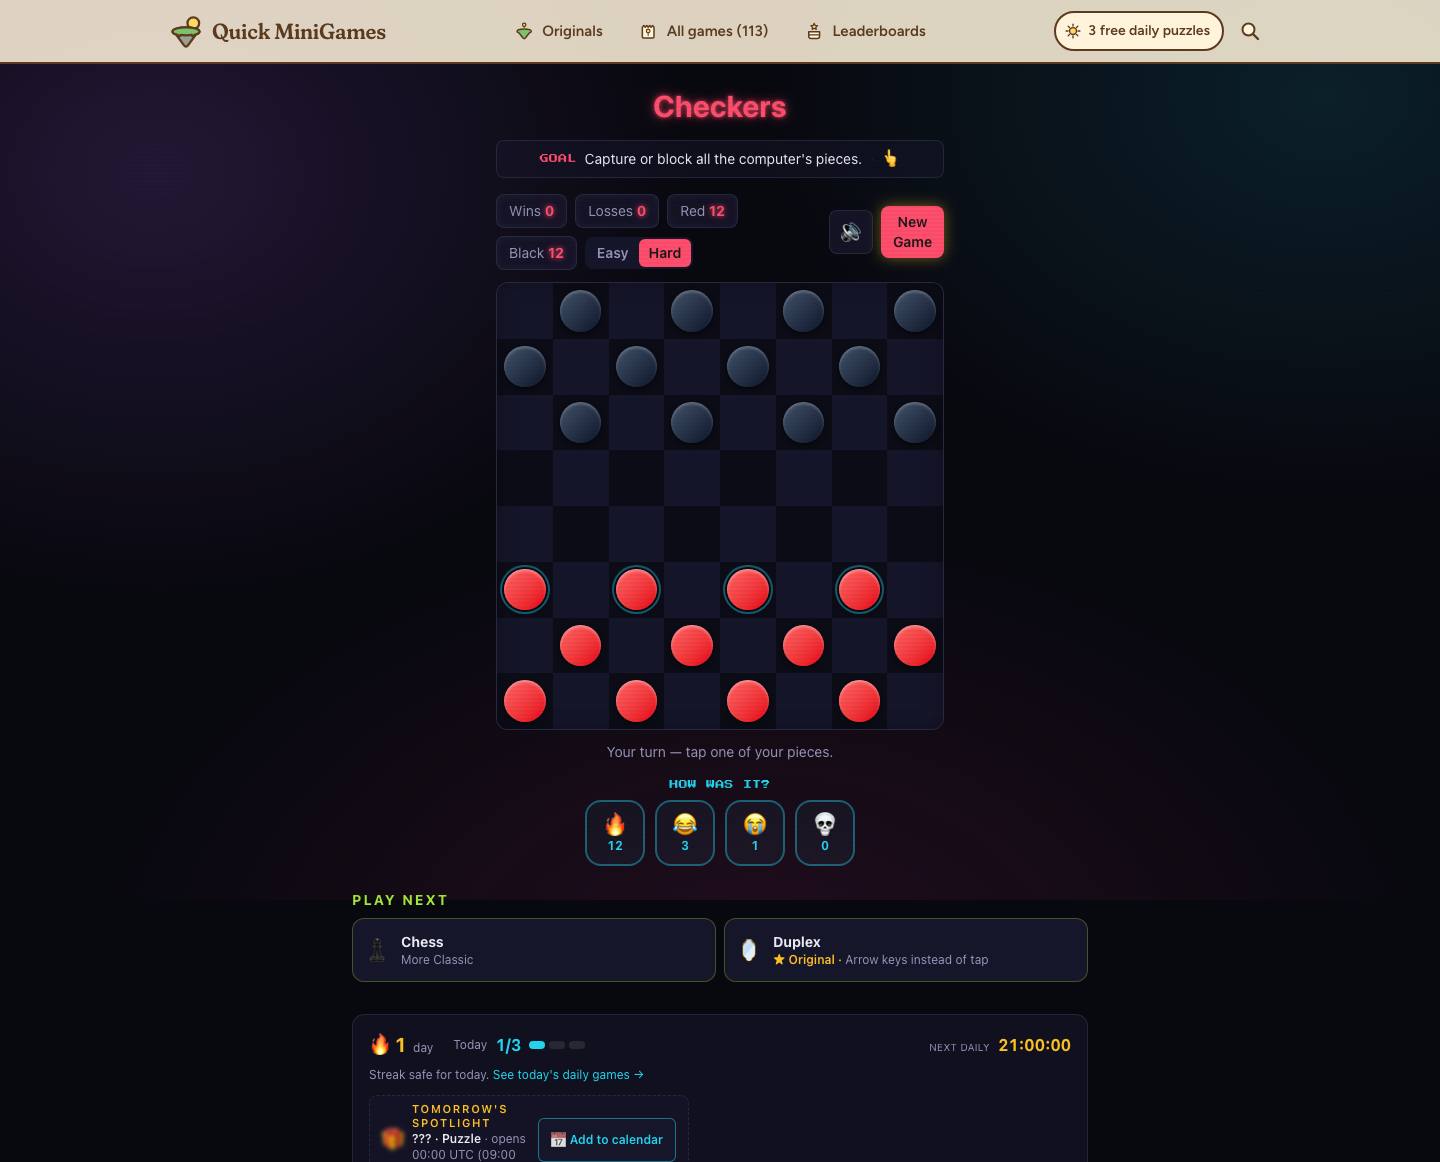 Quick MiniGames
Originals
All games (113)
Leaderboards
3 free daily puzzles
Checkers
GOAL Capture or block all the computer's pieces.
Wins 0
Losses 0
Red 12
Black 12
Easy
Hard
New
Game
Your turn — tap one of your pieces.
HOW WAS IT?
12
3
1
0
PLAY NEXT
Chess
More Classic
Duplex
Original · Arrow keys instead of tap
1 day
Today 1/3
NEXT DAILY 21:00:00
Streak safe for today. See today's daily games →
TOMORROW'S
SPOTLIGHT
??? · Puzzle · opens
00:00 UTC (09:00
Add to calendar